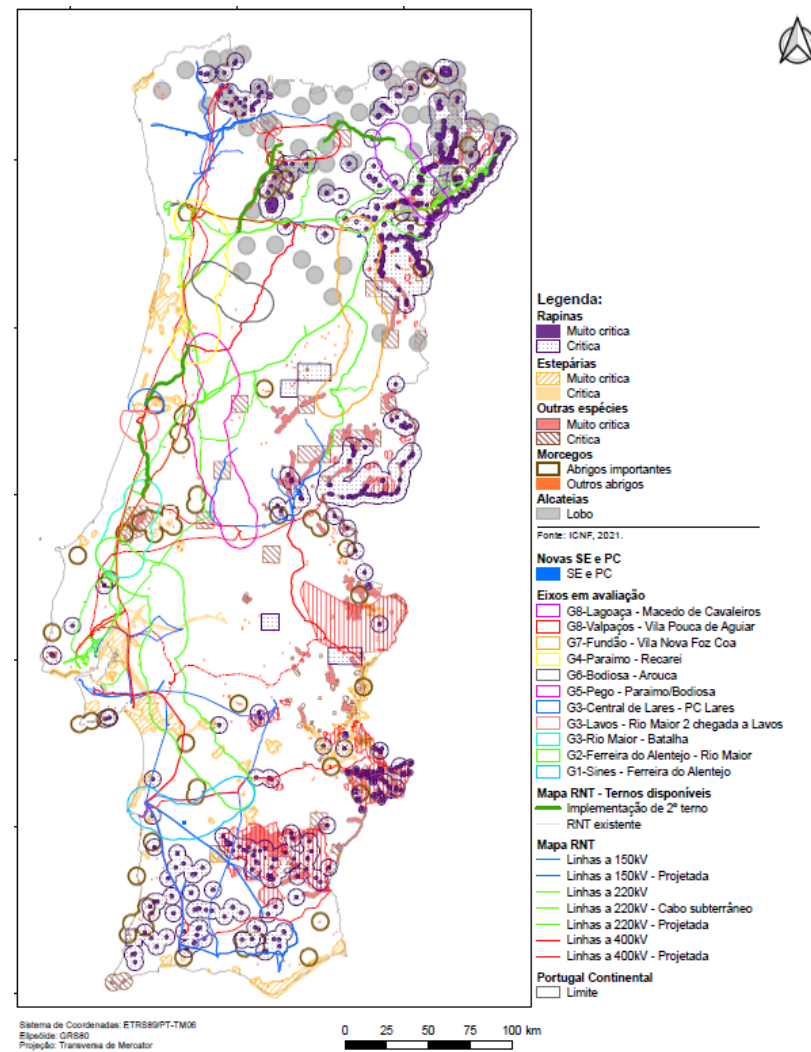 Legenda:
Rapinas
Muito critica
Critica
Estepárias
Muito critica
Critica
Outras espécies
Muito critica
Critica
Morcegos
Abrigos importantes
Outros abrigos
Alcateias
Lobo
Fonte: ICNF, 2021.
Novas SE e PC
SE e PC
Eixos em avaliação
G8-Lagoaça - Macedo de Cavaleiros
G8-Valpaços - Vila Pouca de Aguiar
G7-Fundão - Vila Nova Foz Coa
G4-Paraimo - Recarei
G6-Bodiosa - Arouca
G5-Pego - Paraimo/Bodiosa
G3-Central de Lares - PC Lares
G3-Lavos - Rio Maior 2 chegada a Lavos
G3-Rio Maior - Batalha
G2-Ferreira do Alentejo - Rio Maior
G1-Sines - Ferreira do Alentejo
Mapa RNT - Ternos disponíveis
Implementação de 2º terno
RNT existente
Mapa RNT
Linhas a 150kV
Linhas a 150kV - Projetada
Linhas a 220kV
Linhas a 220kV - Cabo subterrâneo
Linhas a 220kV - Projetada
Linhas a 400kV
Linhas a 400kV - Projetada
Portugal Continental
Limite
Sistema de Coordenadas: ETRS89/PT-TM06
Elipsóide: GRS80
Projeção: Transversa de Mercator
0 25 50 75 100 km